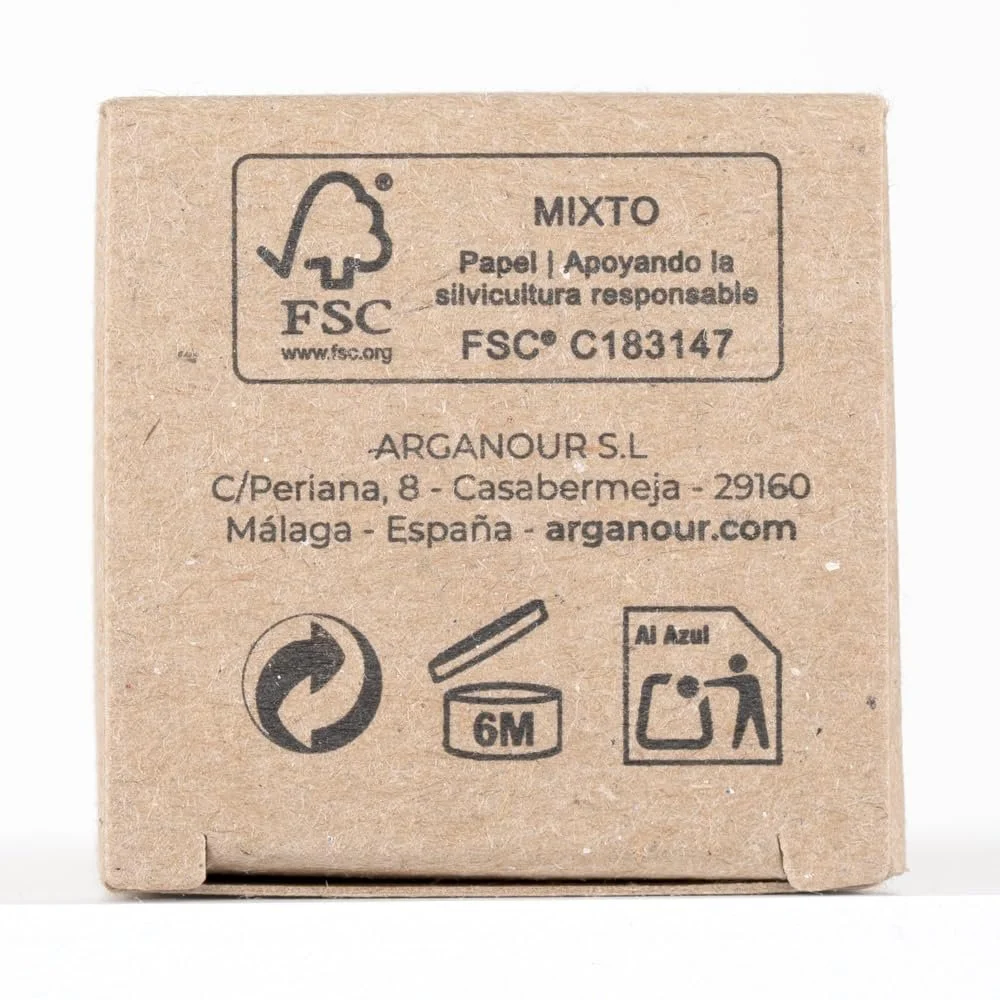 MIXTO
Papel | Apoyando la
silvicultura responsable
FSC® C183147
®
FSC
www.fsc.org
ARGANOUR S.L
C/Periana, 8 - Casabermeja - 29160
Málaga - España - arganour.com
6M
Al Azul